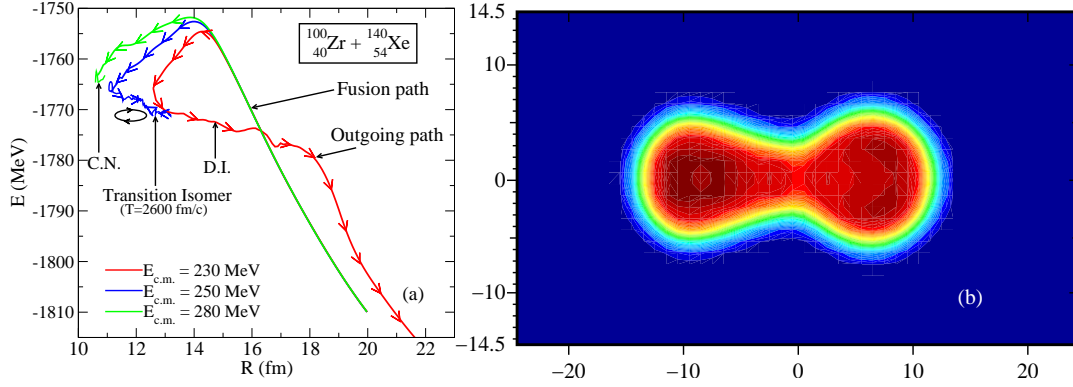 -1750
-1760
-1770
-1780
-1790
-1800
-1810
E (MeV)
10 12 14 16 18 20 22
R (fm)
100 40 Zr + 140 54 Xe
Fusion path
Outgoing path
C.N.
D.I.
Transition Isomer
(T=2600 fm/c)
E c.m. = 230 MeV
E c.m. = 250 MeV
E c.m. = 280 MeV
(a)
14.5
10
0
−10
−14.5
−20 −10 0 10 20
(b)